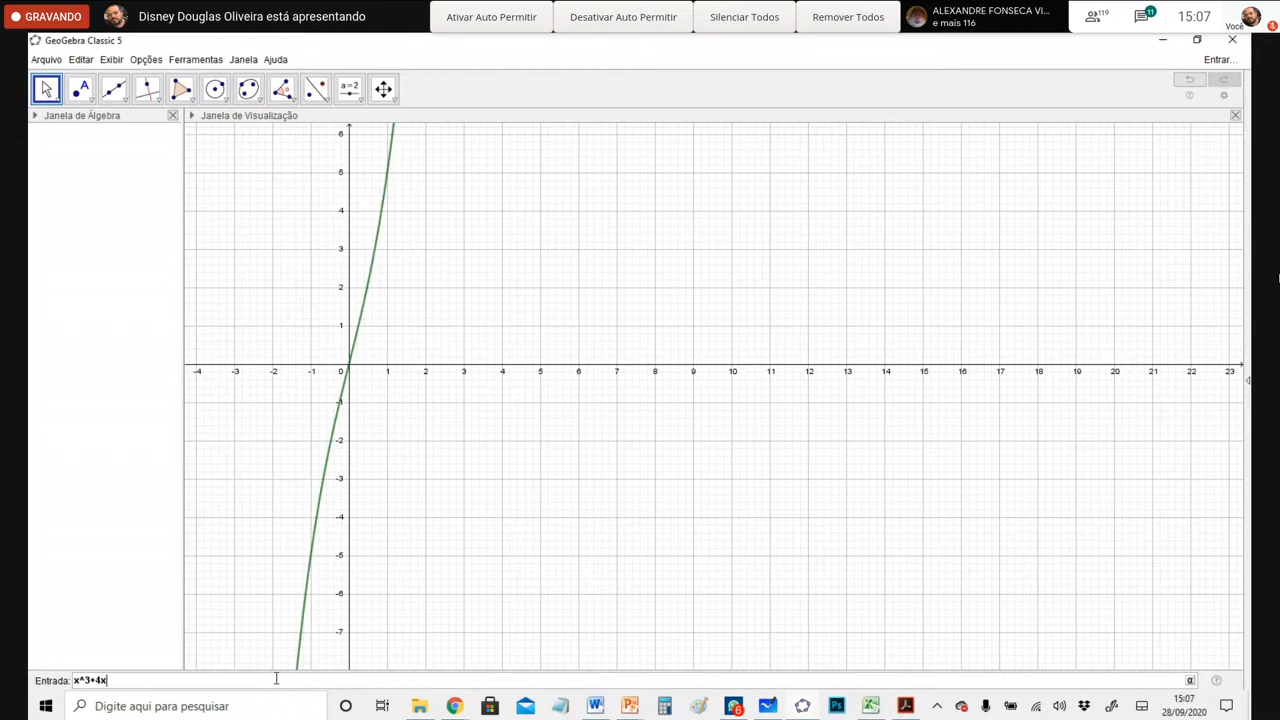 GRAVANDO
Disney Douglas Oliveira está apresentando
Ativar Auto Permitir
Desativar Auto Permitir
Silenciar Todos
Remover Todos
ALEXANDRE FONSECA VI...
e mais 116
119
11
15:07
Você
GeoGebra Classic 5
Arquivo Editar Exibir Opções Ferramentas Janela Ajuda
Entrar...
A
a=2
Janela de Álgebra
Janela de Visualização
6
5
4
3
2
1
-4 -3 -2 -1 0 1 2 3 4 5 6 7 8 9 10 11 12 13 14 15 16 17 18 19 20 21 22 23
-1
-2
-3
-4
-5
-6
-7
Entrada: x^3+4x
α
Digite aqui para pesquisar
6
15:07
28/09/2020